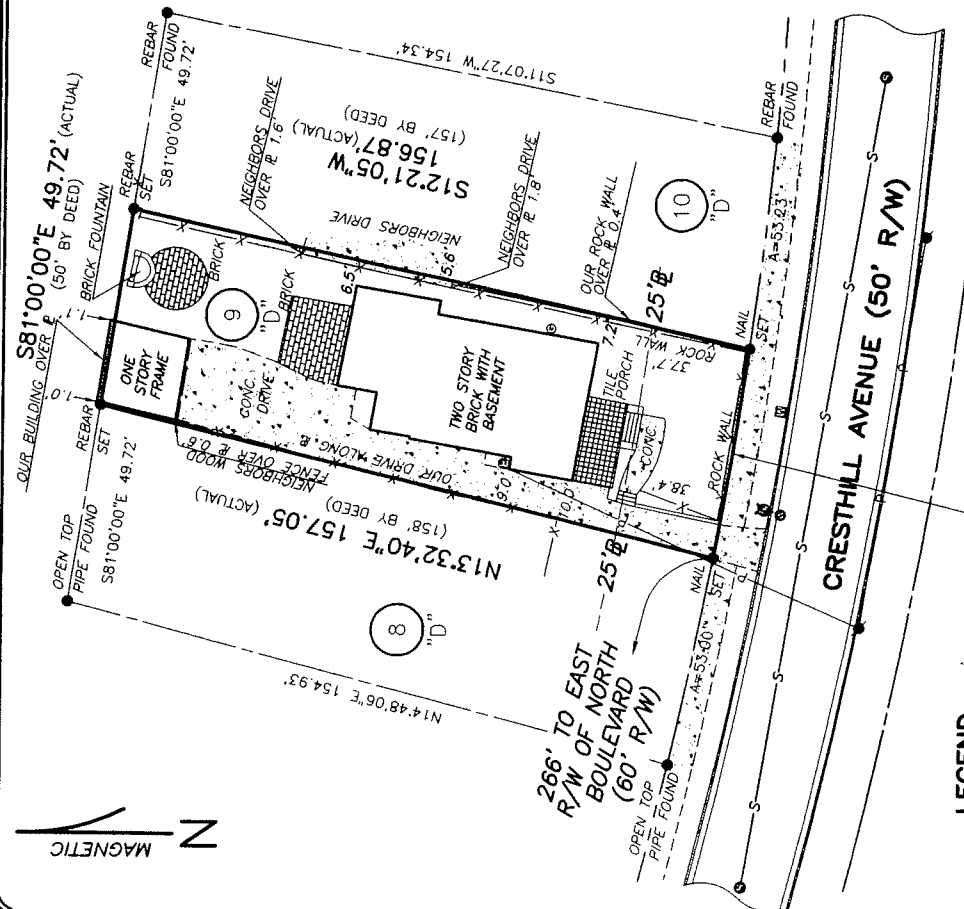 S81°00'00"E 49.72' (ACTUAL)
(50' BY DEED)
REBAR
FOUND
S81°00'00"E 49.72'
REBAR
SET
BRICK FOUNTAIN
OUR BUILDING OVER ℄
1.1'
1.0'
REBAR
SET
S81°00'00"E 49.72'
OPEN TOP
PIPE FOUND
NEIGHBORS DRIVE
OVER ℄ 1.6'
S12°21'05"W
156.87' (ACTUAL)
(157' BY DEED)
S11°07'27"W 154.34'
NEIGHBORS DRIVE
NEIGHBORS DRIVE
OVER ℄ 1.8'
BRICK
9
"D"
BRICK
6.5'
5.6'
ONE
STORY
FRAME
CONC.
DRIVE
TWO STORY
BRICK WITH
BASEMENT
OUR DRIVE ALONG ℄
NEIGHBORS WOOD
FENCE OVER ℄ 0.6'
N13°32'40"E 157.05' (ACTUAL)
(158' BY DEED)
9.0'
10.0'
7.2'
OUR ROCK WALL
OVER ℄ 0.4'
10
"D"
REBAR
FOUND
25' BL
ROCK WALL
37.7'
TILE
PORCH
CONC.
38.4'
ROCK WALL
NAIL
SET
A=53.23'
25' BL
NAIL
SET
8
"D"
N14°48'06"E 154.93'
266' TO EAST
R/W OF NORTH
BOULEVARD
(60' R/W)
A=53.00'
OPEN TOP
PIPE FOUND
CRESTHILL AVENUE (50' R/W)
S
S
S
S
S
S
MAGNETIC
N
LEGEND